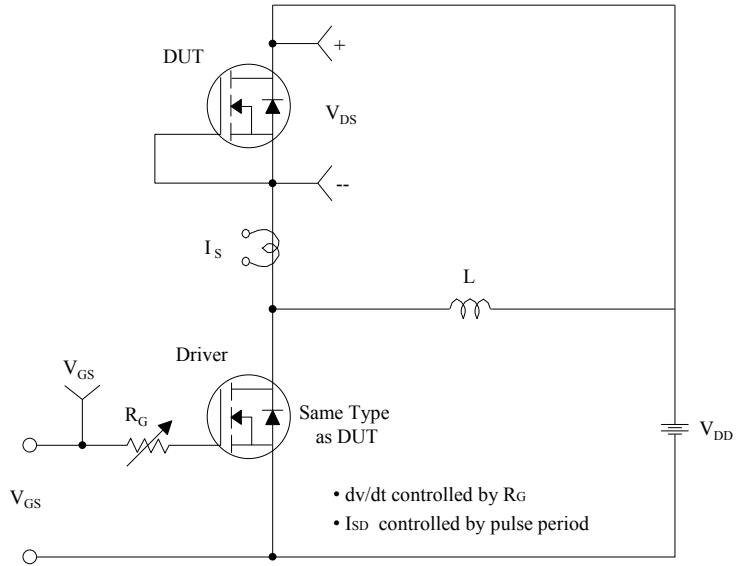 DUT
+
VDS
--
IS
L
Driver
VGS
RG
Same Type
as DUT
VDD
VGS
• dv/dt controlled by RG
• ISD controlled by pulse period